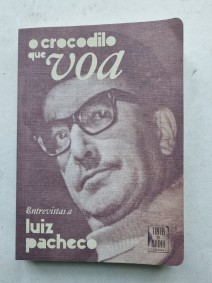 o crocodilo
que voa
Entrevistas a
luiz
pacheco